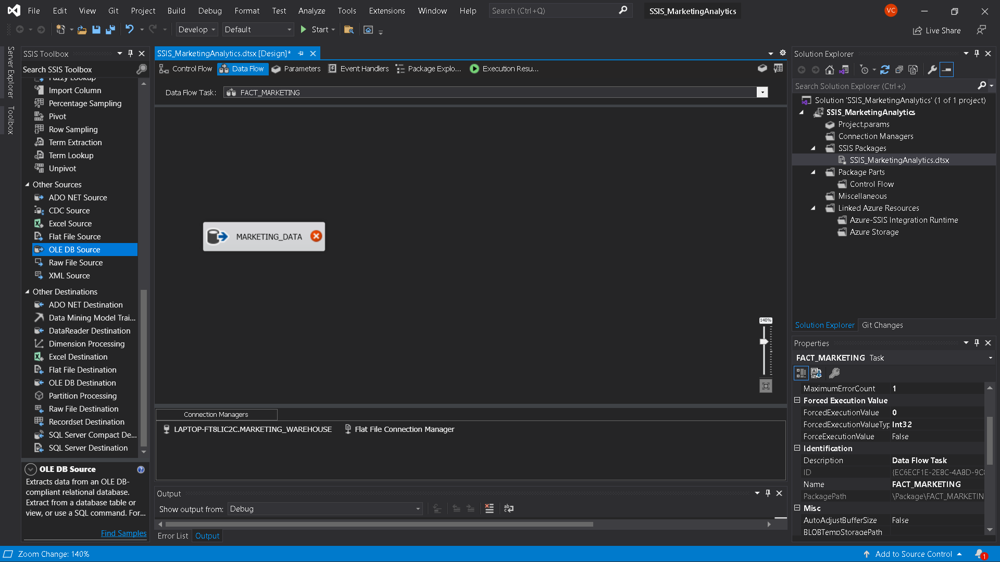 File Edit View Git Project Build Debug Format Test Analyze Tools Extensions Window Help Search (Ctrl+Q) SSIS_MarketingAnalytics VC
Develop Default Start Live Share
Server Explorer
Toolbox
SSIS Toolbox
Search SSIS Toolbox
Fuzzy Lookup
Import Column
Percentage Sampling
Pivot
Row Sampling
Term Extraction
Term Lookup
Unpivot
Other Sources
ADO NET Source
CDC Source
Excel Source
Flat File Source
OLE DB Source
Raw File Source
XML Source
Other Destinations
ADO NET Destination
Data Mining Model Trai...
DataReader Destination
Dimension Processing
Excel Destination
Flat File Destination
OLE DB Destination
Partition Processing
Raw File Destination
Recordset Destination
SQL Server Compact De...
SQL Server Destination
OLE DB Source
Extracts data from an OLE DB-
compliant relational database.
Extract from a database table or
view, or use a SQL command. For...
Find Samples
SSIS_MarketingAnalytics.dtsx [Design]*
Control Flow Data Flow Parameters Event Handlers Package Explo... Execution Resu...
Data Flow Task: FACT_MARKETING
MARKETING_DATA
140%
Connection Managers
LAPTOP-FT8LIC2C.MARKETING_WAREHOUSE Flat File Connection Manager
Output
Show output from: Debug
Error List Output
Solution Explorer
Search Solution Explorer (Ctrl+;)
Solution 'SSIS_MarketingAnalytics' (1 of 1 project)
SSIS_MarketingAnalytics
Project.params
Connection Managers
SSIS Packages
SSIS_MarketingAnalytics.dtsx
Package Parts
Control Flow
Miscellaneous
Linked Azure Resources
Azure-SSIS Integration Runtime
Azure Storage
Solution Explorer Git Changes
Properties
FACT_MARKETING Task
MaximumErrorCount 1
Forced Execution Value
ForcedExecutionValue 0
ForcedExecutionValueTyp Int32
ForceExecutionValue False
Identification
Description Data Flow Task
ID {EC6ECF1E-2E8C-4A8D-9C8
Name FACT_MARKETING
PackagePath \Package\FACT_MARKETIN
Misc
AutoAdjustBufferSize False
BLOBTempStoragePath
Zoom Change: 140% Add to Source Control 1